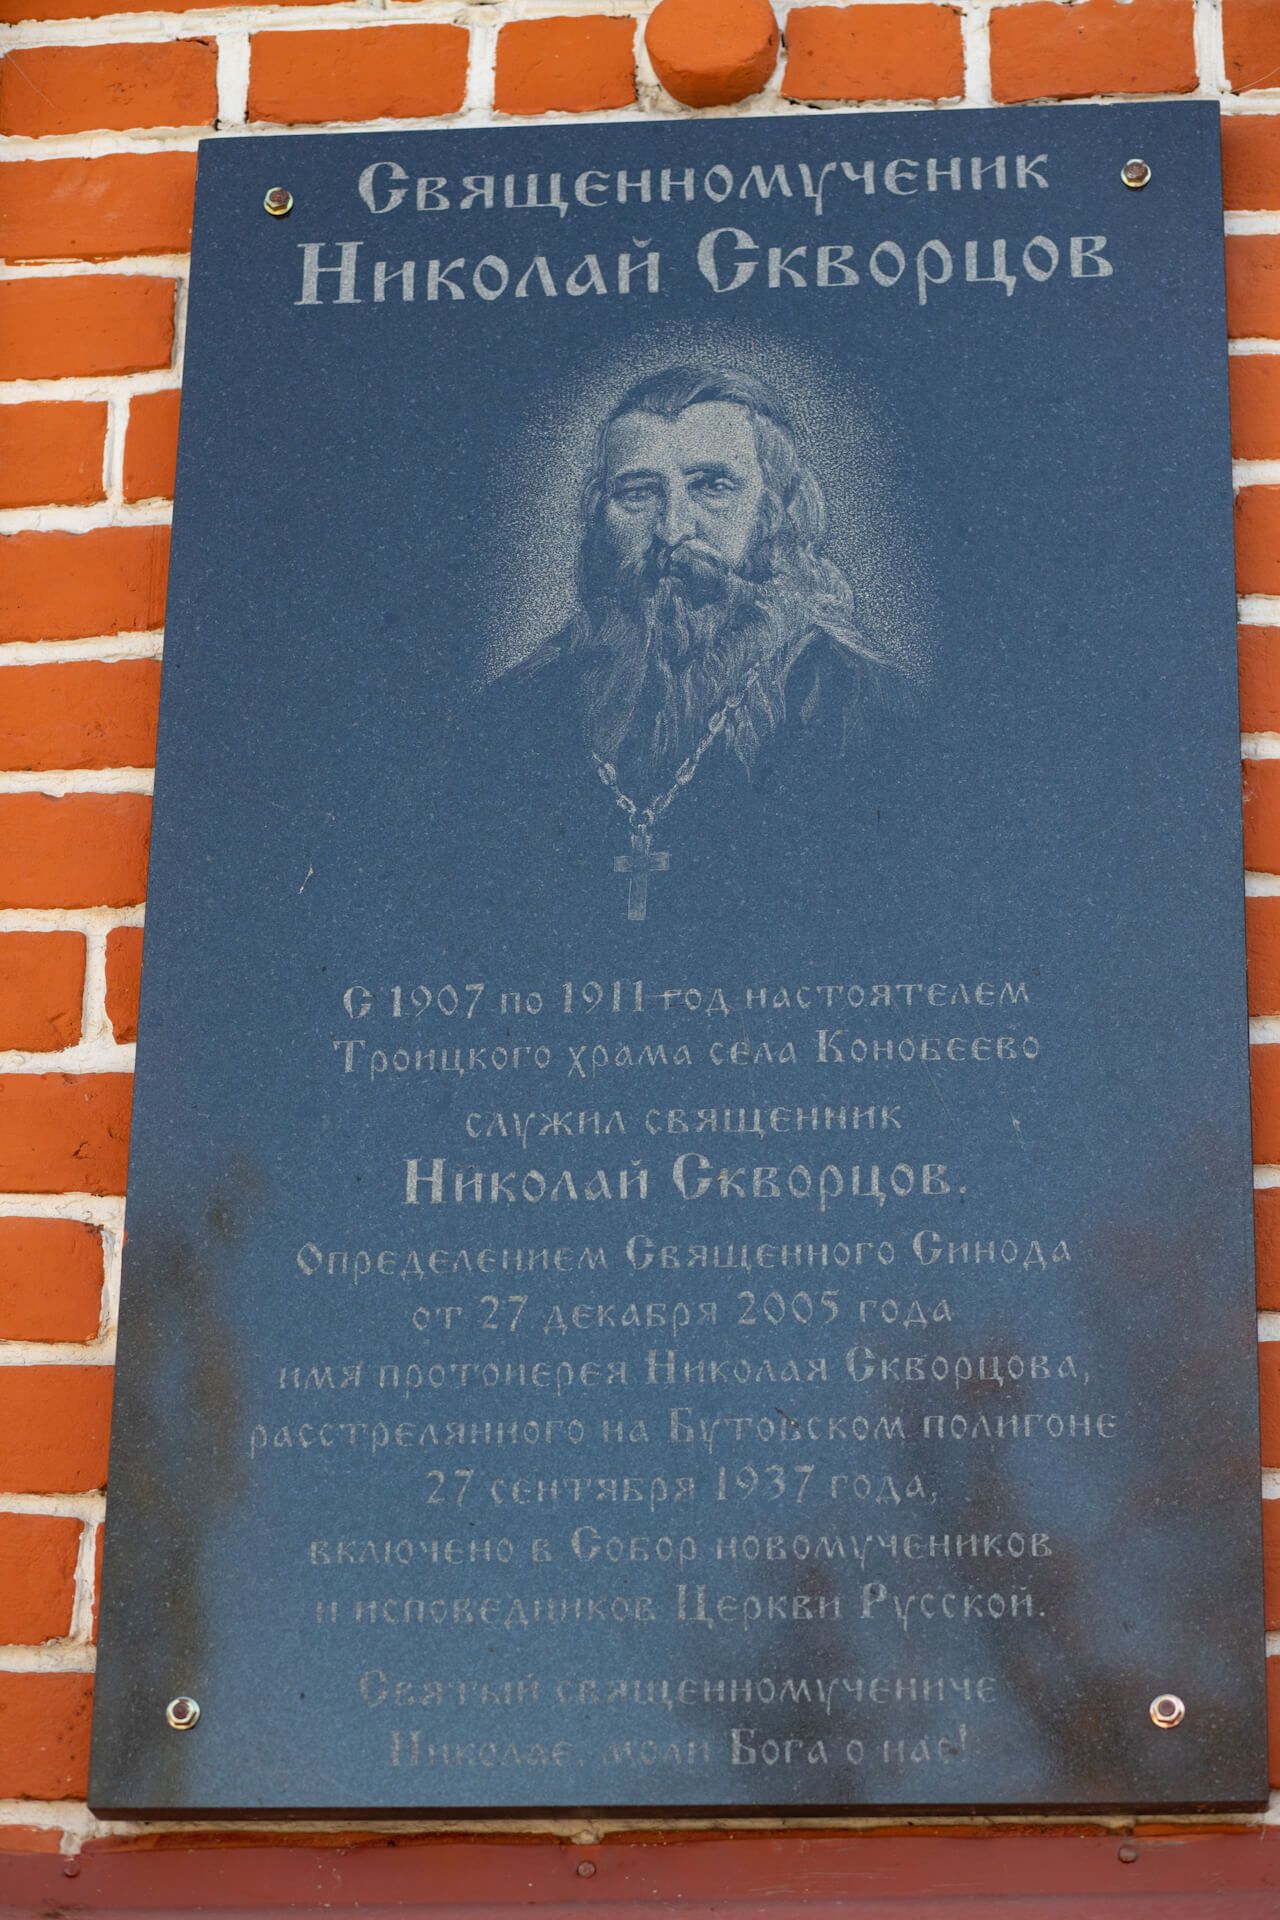 Священномученик
Николай Скворцов
С 1907 по 1911 год настоятелем
Троицкого храма села Конобеево
служил священник
Николай Скворцов.
Определением Священного Синода
от 27 декабря 2005 года
имя протоиерея Николая Скворцова,
расстрелянного на Бутовском полигоне
27 сентября 1937 года,
включено в Собор новомучеников
и исповедников Церкви Русской.
Святый священномучениче
Николае, моли Бога о нас!